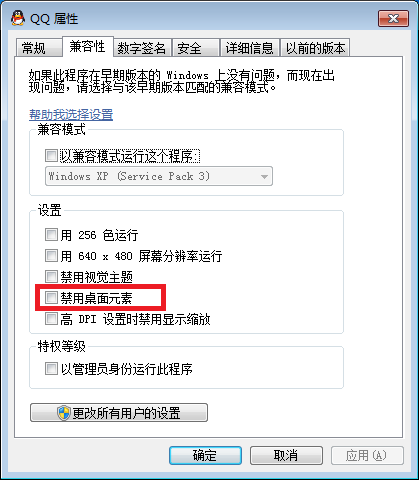 QQ 属性
常规 兼容性 数字签名 安全 详细信息 以前的版本
如果此程序在早期版本的 Windows 上没有问题，而现在出
现问题，请选择与该早期版本匹配的兼容模式。
帮助我选择设置
兼容模式
以兼容模式运行这个程序:
Windows XP (Service Pack 3)
设置
用 256 色运行
用 640 x 480 屏幕分辨率运行
禁用视觉主题
禁用桌面元素
高 DPI 设置时禁用显示缩放
特权等级
以管理员身份运行此程序
更改所有用户的设置
确定 取消 应用(A)